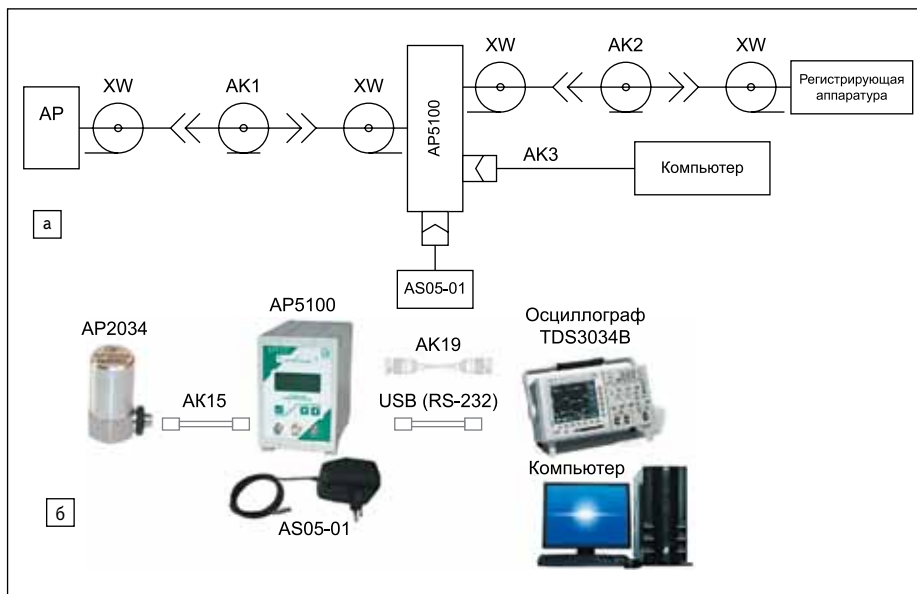 XW
AK1
XW
XW
AK2
XW
AP
AP5100
Регистрирующая
аппаратура
AK3
Компьютер
а
AS05-01
AP2034
AP5100
AK19
Осциллограф
TDS3034B
AK15
USB (RS-232)
Компьютер
AS05-01
б